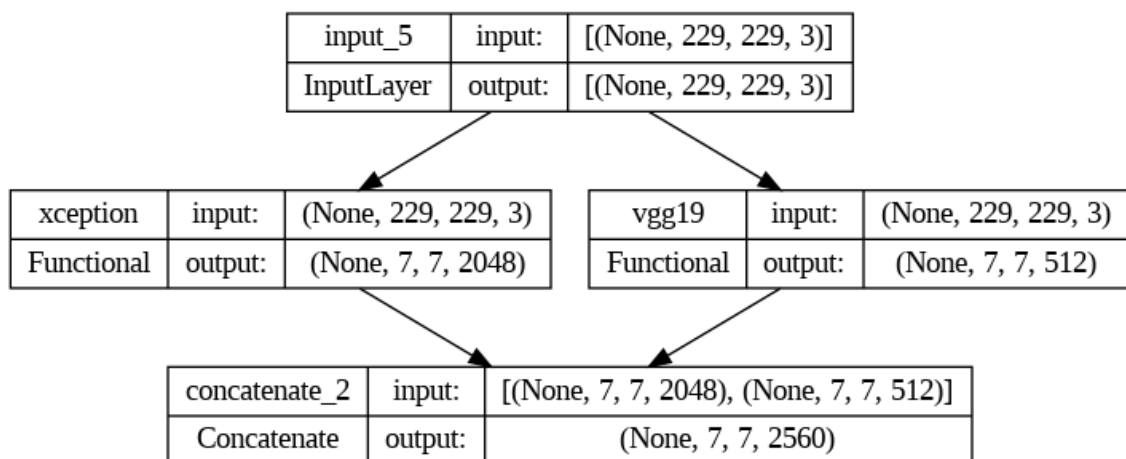 input_5 input: [(None, 229, 229, 3)]
InputLayer output: [(None, 229, 229, 3)]
xception input: (None, 229, 229, 3)
Functional output: (None, 7, 7, 2048)
vgg19 input: (None, 229, 229, 3)
Functional output: (None, 7, 7, 512)
concatenate_2 input: [(None, 7, 7, 2048), (None, 7, 7, 512)]
Concatenate output: (None, 7, 7, 2560)